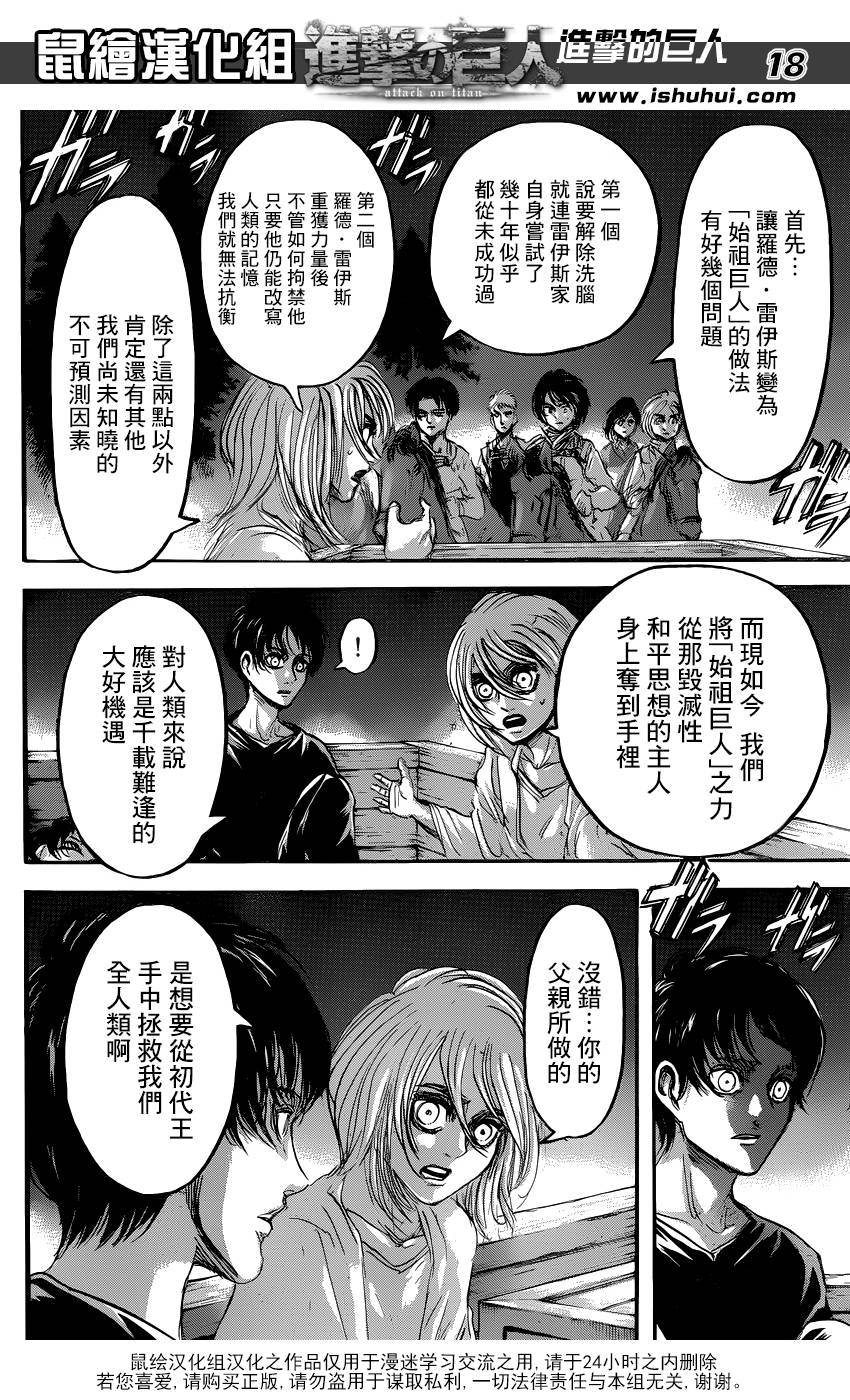 鼠繪漢化組
進撃の巨人
attack on titan
進擊的巨人
www.ishuhui.com
18
首先…
讓羅德·雷伊斯變為
「始祖巨人」的做法
有好幾個問題
第一個
說要解除洗腦
就連雷伊斯家
自身嘗試了
幾十年似乎
都從未成功過
第二個
羅德·雷伊斯
重獲力量後
不管如何拘禁他
只要他仍能改寫
人類的記憶
我們就無法抗衡
除了這兩點以外
肯定還有其他
我們尚未知曉的
不可預測因素
ガラ
ガラ
ガラ
ガラ
而現如今 我們
將「始祖巨人」之力
從那毀滅性
和平思想的主人
身上奪到手裡
!
對人類來說
應該是千載難逢的
大好機遇
ガラ
ガラ
沒錯…你的
父親所做的
是想要從初代王
手中拯救我們
全人類啊
鼠绘汉化组汉化之作品仅用于漫迷学习交流之用, 请于24小时之内删除
若您喜爱, 请购买正版, 请勿用于谋取私利, 一切法律责任与本组无关, 谢谢。